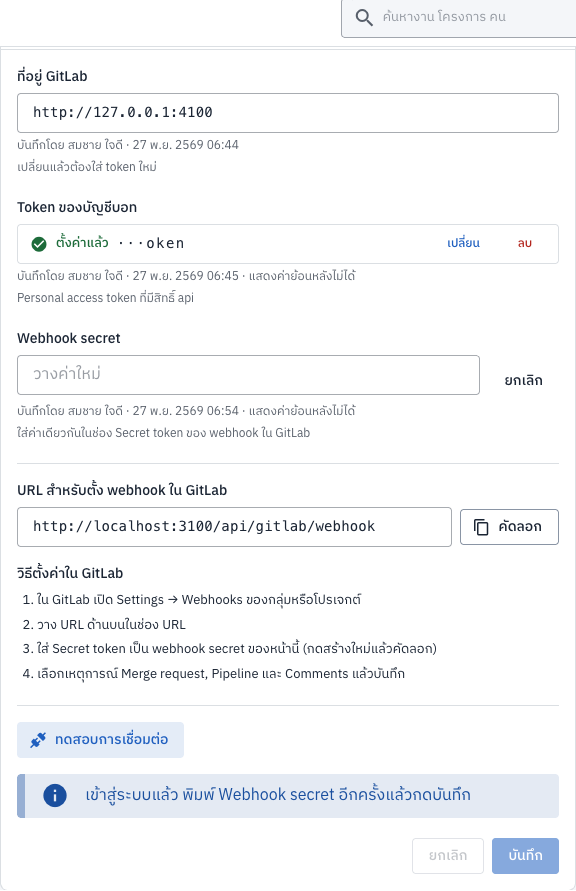 ค้นหางาน โครงการ คน
ที่อยู่ GitLab
http://127.0.0.1:4100
บันทึกโดย สมชาย ใจดี · 27 พ.ย. 2569 06:44
เปลี่ยนแล้วต้องใส่ token ใหม่
Token ของบัญชีบอท
ตั้งค่าแล้ว ···oken เปลี่ยน ลบ
บันทึกโดย สมชาย ใจดี · 27 พ.ย. 2569 06:45 · แสดงค่าย้อนหลังไม่ได้
Personal access token ที่มีสิทธิ์ api
Webhook secret
วางค่าใหม่ ยกเลิก
บันทึกโดย สมชาย ใจดี · 27 พ.ย. 2569 06:54 · แสดงค่าย้อนหลังไม่ได้
ใส่ค่าเดียวกันในช่อง Secret token ของ webhook ใน GitLab
URL สำหรับตั้ง webhook ใน GitLab
http://localhost:3100/api/gitlab/webhook คัดลอก
วิธีตั้งค่าใน GitLab
1. ใน GitLab เปิด Settings → Webhooks ของกลุ่มหรือโปรเจกต์
2. วาง URL ด้านบนในช่อง URL
3. ใส่ Secret token เป็น webhook secret ของหน้านี้ (กดสร้างใหม่แล้วคัดลอก)
4. เลือกเหตุการณ์ Merge request, Pipeline และ Comments แล้วบันทึก
ทดสอบการเชื่อมต่อ
เข้าสู่ระบบแล้ว พิมพ์ Webhook secret อีกครั้งแล้วกดบันทึก
ยกเลิก บันทึก